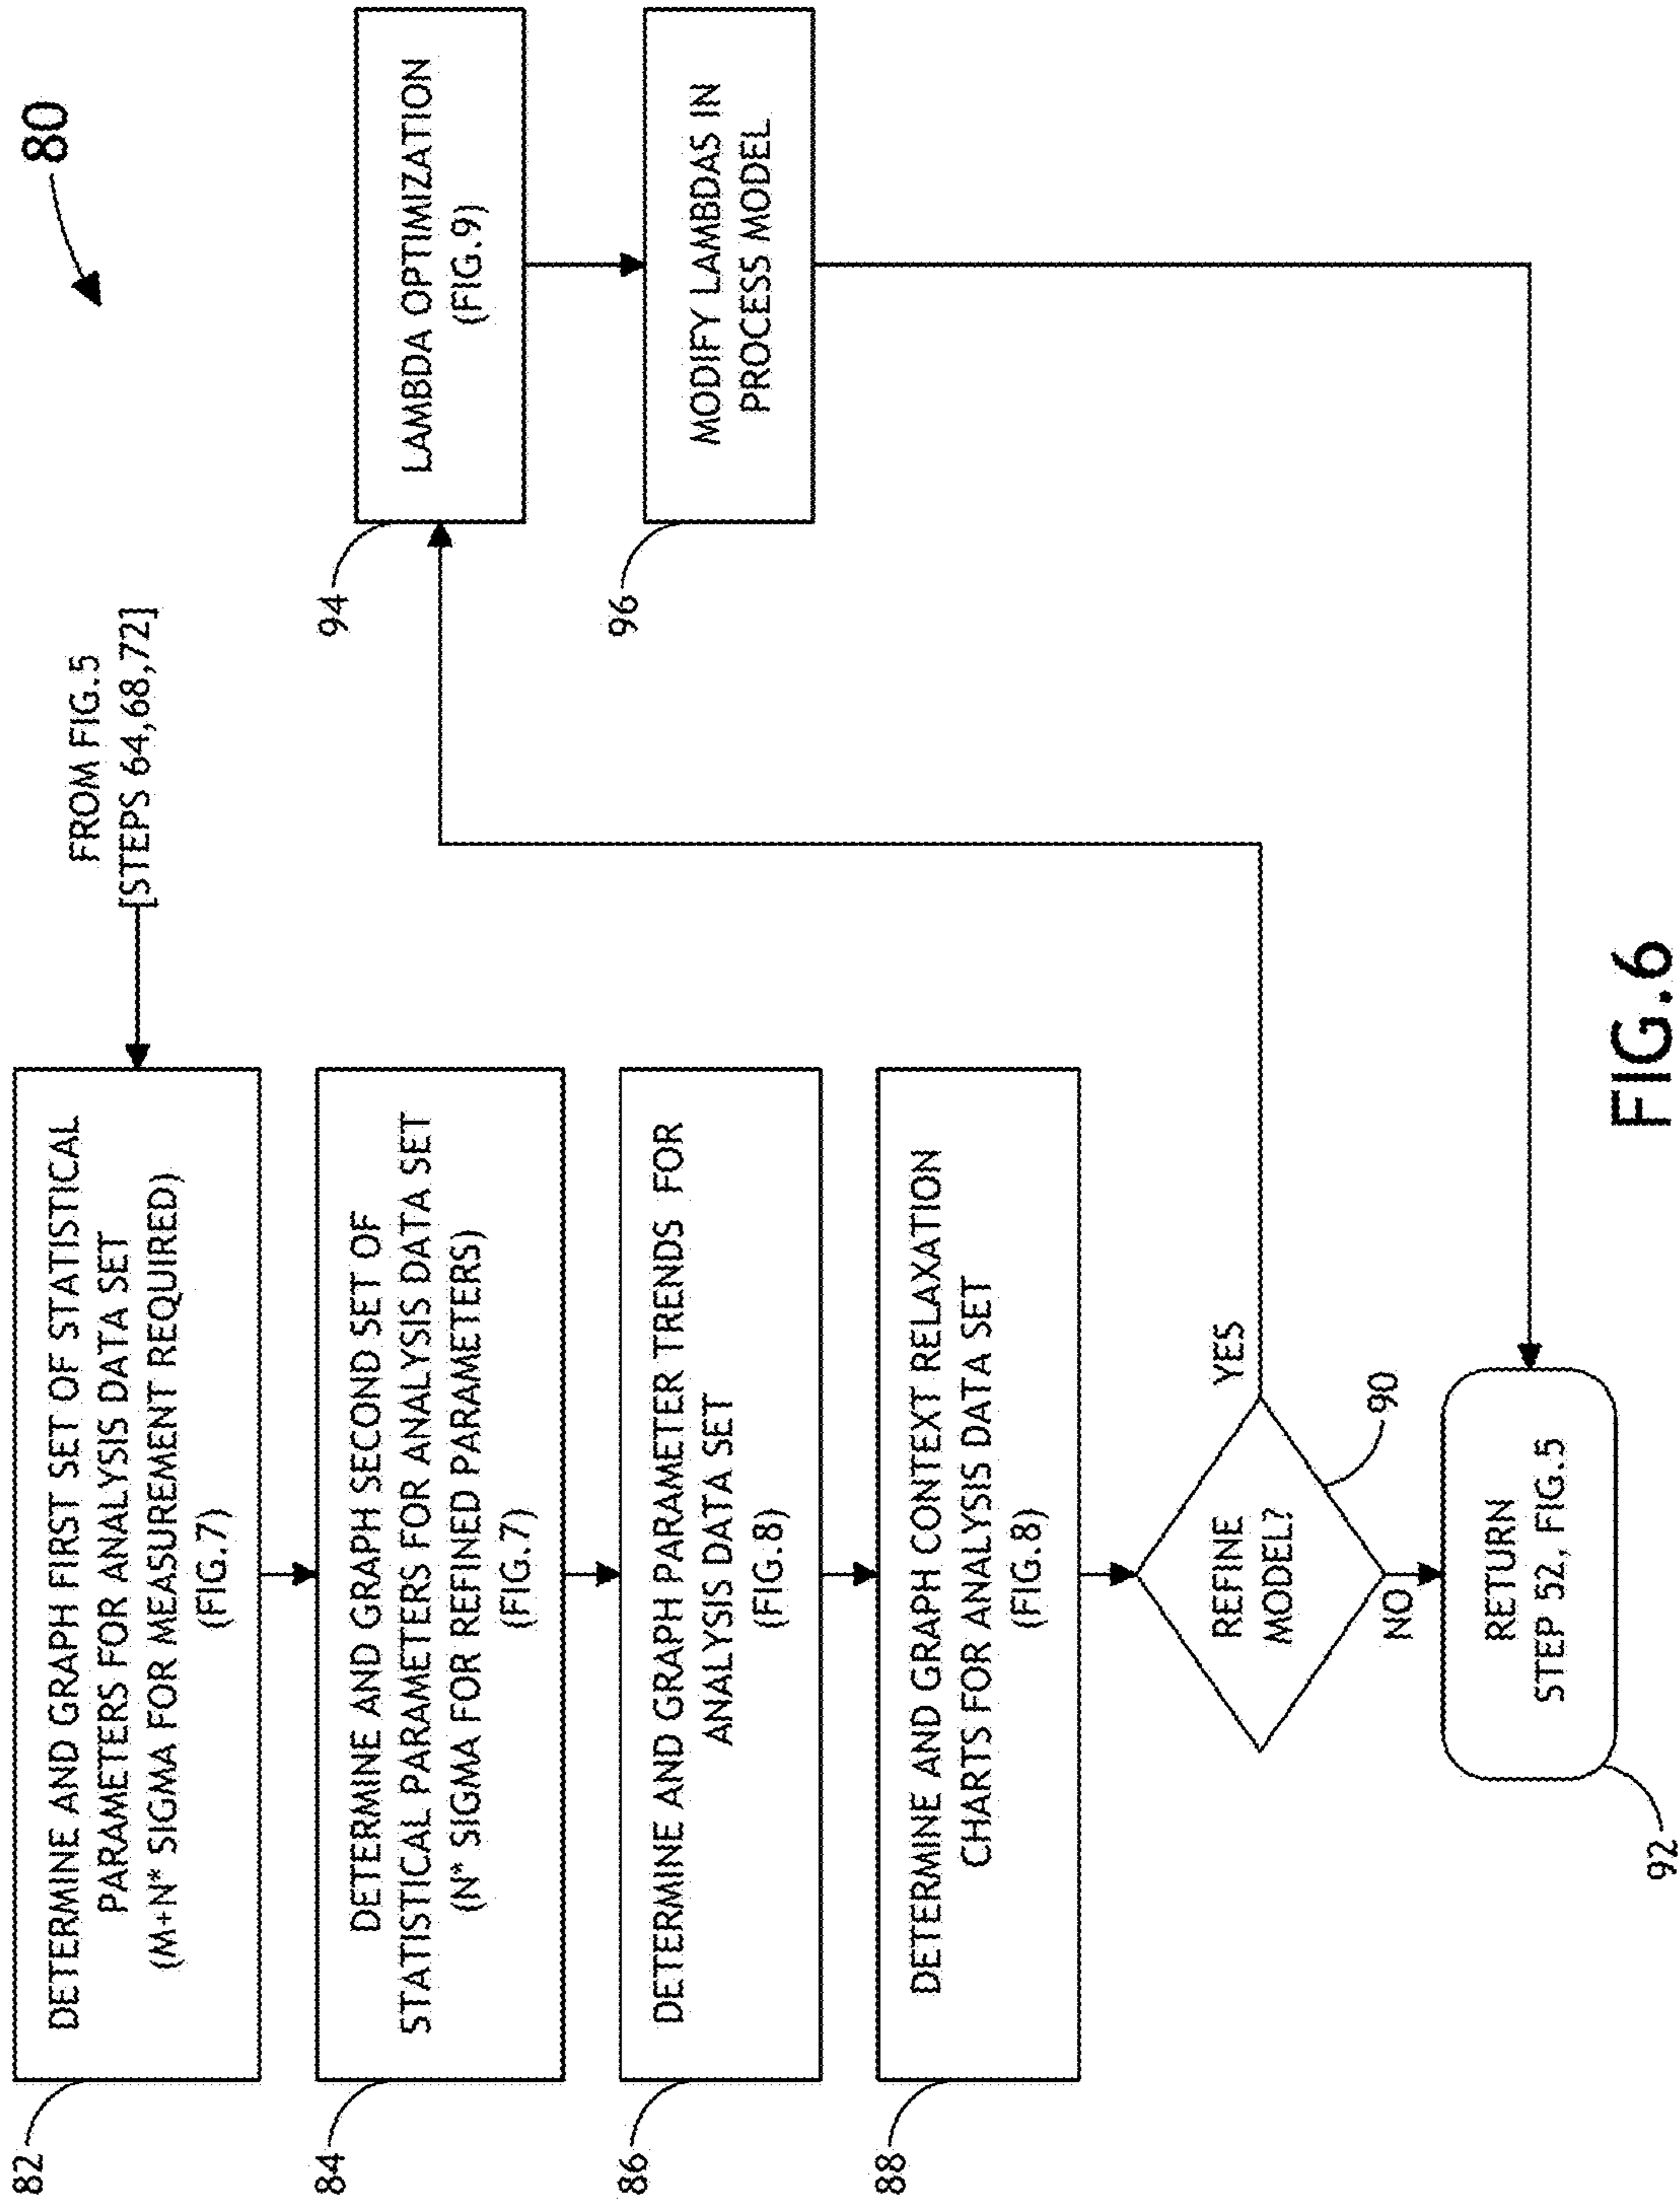 80
FROM FIG.5
[STEPS 64,68,72]
82
DETERMINE AND GRAPH FIRST SET OF STATISTICAL
PARAMETERS FOR ANALYSIS DATA SET
(M+N* SIGMA FOR MEASUREMENT REQUIRED)
(FIG.7)
84
DETERMINE AND GRAPH SECOND SET OF
STATISTICAL PARAMETERS FOR ANALYSIS DATA SET
(N* SIGMA FOR REFINED PARAMETERS)
(FIG.7)
86
DETERMINE AND GRAPH PARAMETER TRENDS FOR
ANALYSIS DATA SET
(FIG.8)
88
DETERMINE AND GRAPH CONTEXT RELAXATION
CHARTS FOR ANALYSIS DATA SET
(FIG.8)
REFINE
MODEL?
YES
90
NO
RETURN
STEP 52, FIG.5
92
94
LAMBDA OPTIMIZATION
(FIG.9)
96
MODIFY LAMBDAS IN
PROCESS MODEL
FIG.6